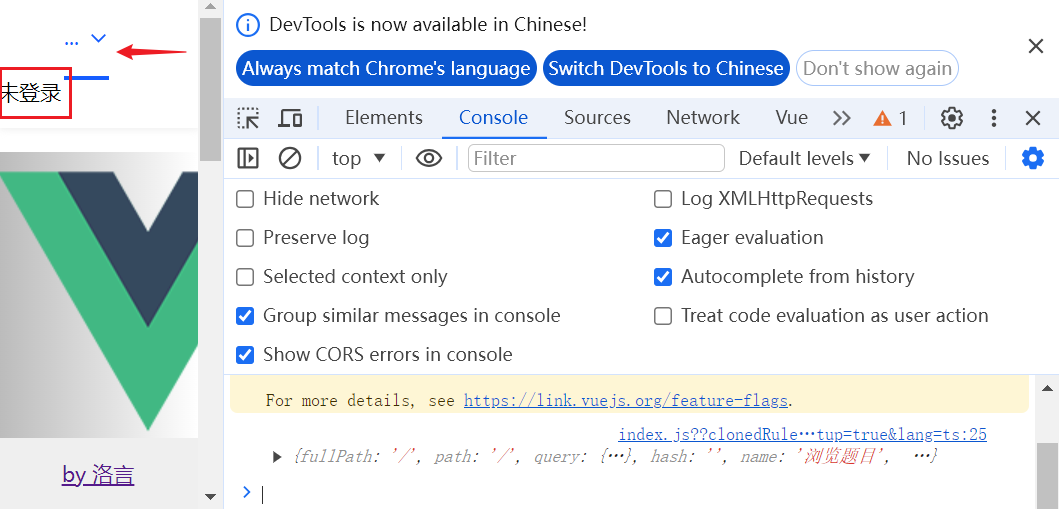 ...
未登录
by 洛言
DevTools is now available in Chinese!
Always match Chrome's language
Switch DevTools to Chinese
Don't show again
Elements
Console
Sources
Network
Vue
1
top
Filter
Default levels
No Issues
Hide network
Log XMLHttpRequests
Preserve log
Eager evaluation
Selected context only
Autocomplete from history
Group similar messages in console
Treat code evaluation as user action
Show CORS errors in console
For more details, see https://link.vuejs.org/feature-flags.
index.js??clonedRule…tup=true&lang=ts:25
{fullPath: '/', path: '/', query: {…}, hash: '', name: '浏览题目', …}